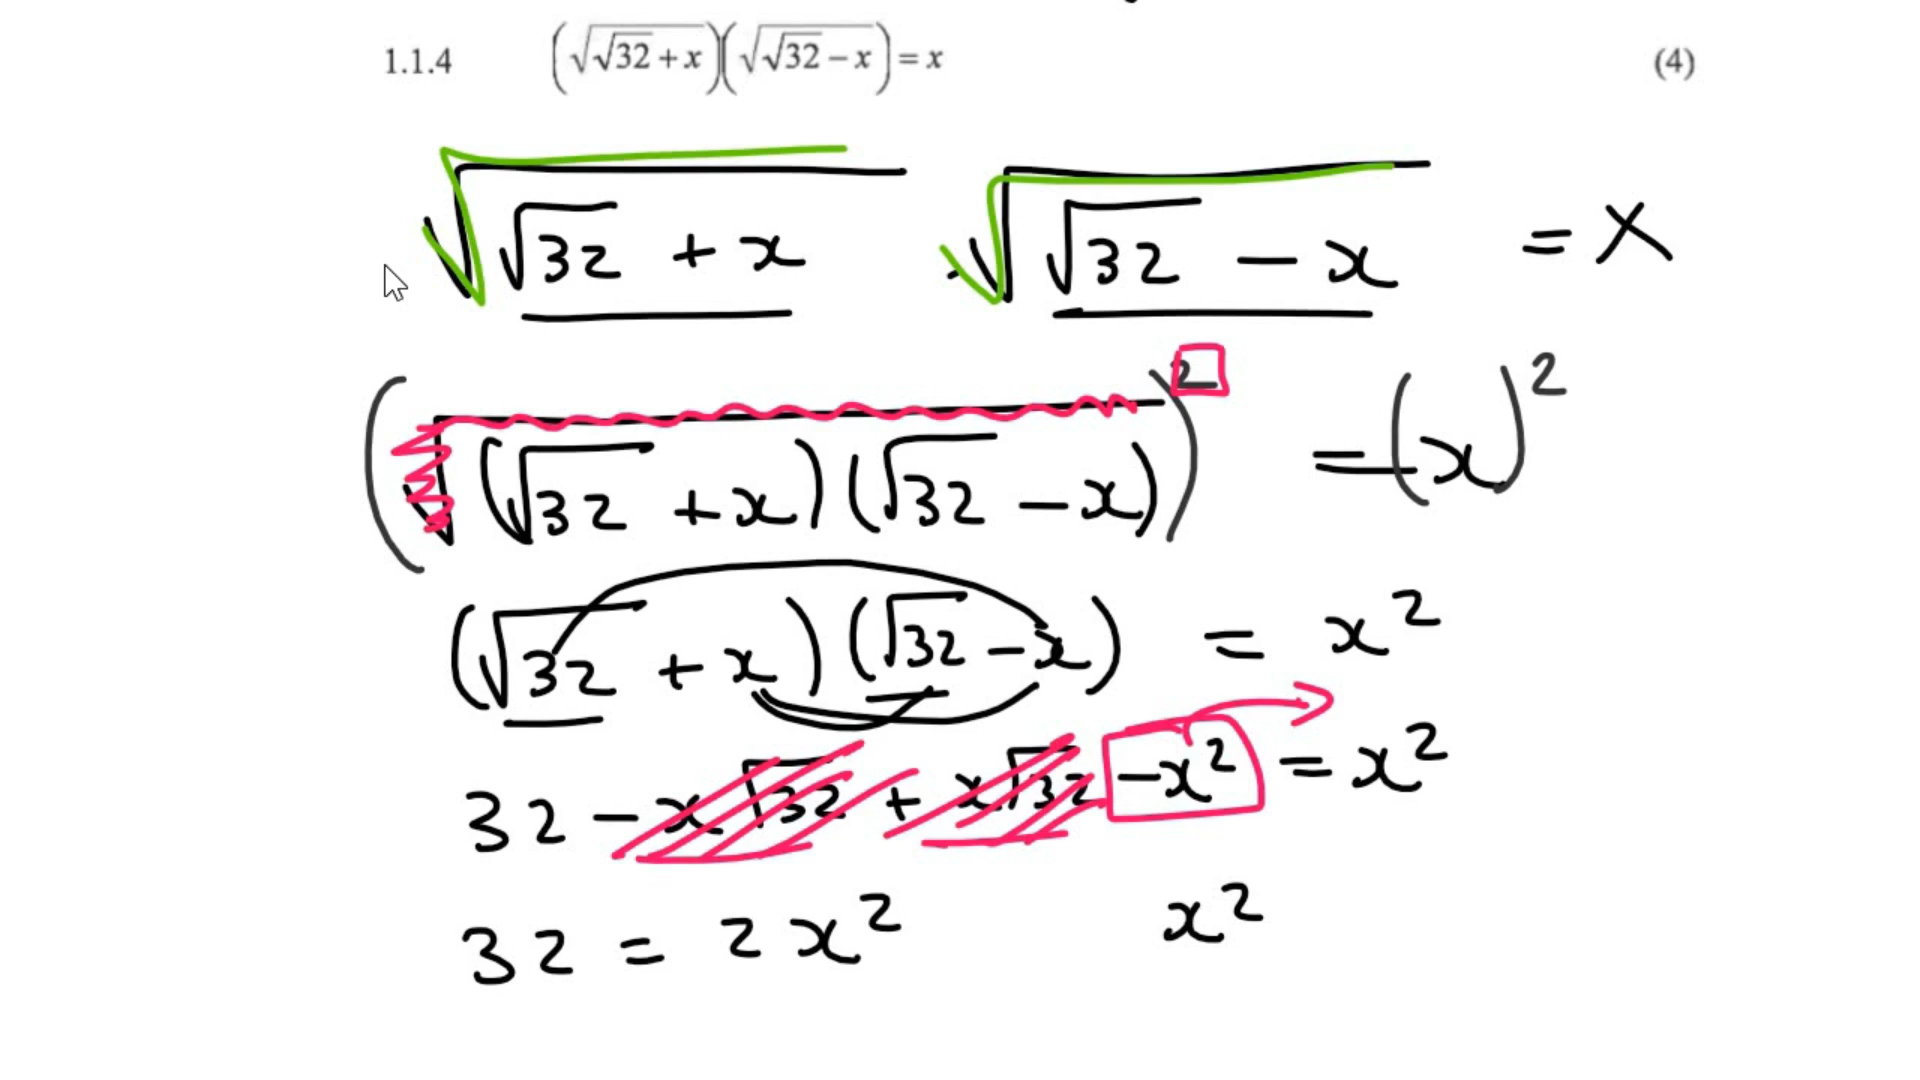 1.1.4 (√(√32 + x))(√(√32 − x)) = x (4)
√(√32 + x) · √(√32 − x) = x
(√((√32 + x)(√32 − x)))² = (x)²
(√32 + x)(√32 − x) = x²
32 − x√32 + x√32 − x² = x²
32 = 2x² x²